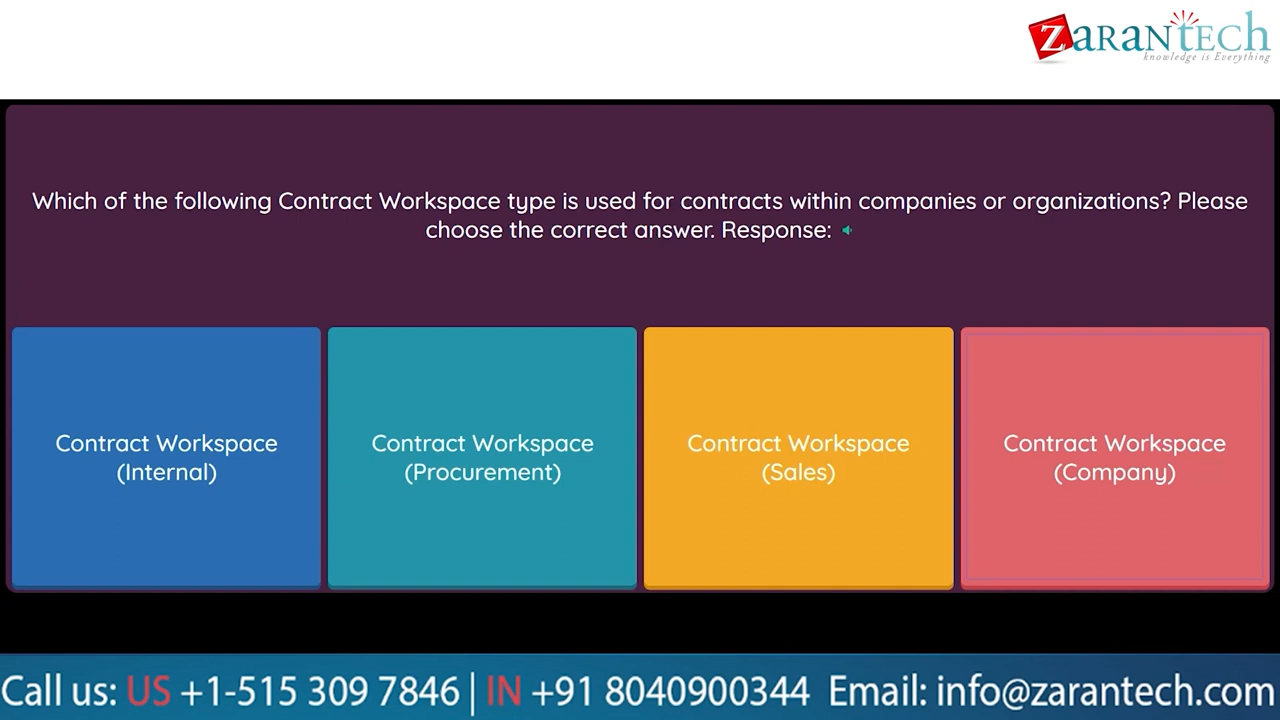 ZARANTECH
knowledge is Everything
Which of the following Contract Workspace type is used for contracts within companies or organizations? Please
choose the correct answer. Response:
Contract Workspace
(Internal)
Contract Workspace
(Procurement)
Contract Workspace
(Sales)
Contract Workspace
(Company)
Call us: US +1-515 309 7846 | IN +91 8040900344 Email: info@zarantech.com